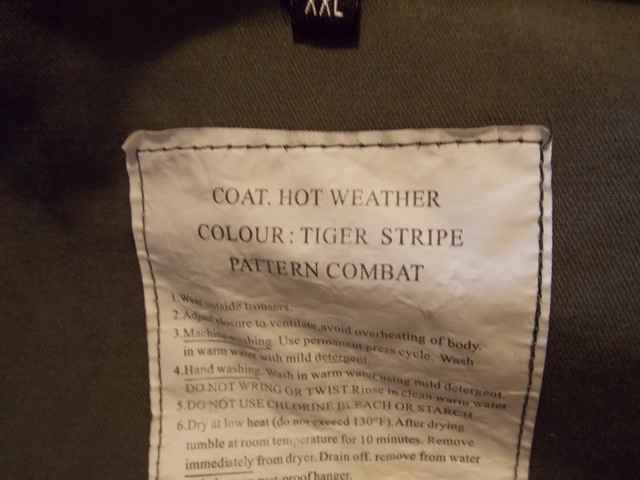 XXL
COAT. HOT WEATHER
COLOUR: TIGER STRIPE
PATTERN COMBAT
1.Wear outside trousers.
2.Adjust closure to ventilate,avoid overheating of body.
3.Machine washing. Use permanent press cycle. Wash
in warm water with mild detergent.
4.Hand washing. Wash in warm water using mild detergent.
DO NOT WRING OR TWIST Rinse in clean warm water
5.DO NOT USE CHLORINE BLEACH OR STARCH.
6.Dry at low heat (do not exceed 130°F). After drying.
tumble at room temperature for 10 minutes. Remove
immediately from dryer. Drain off. remove from water
proof hanger.